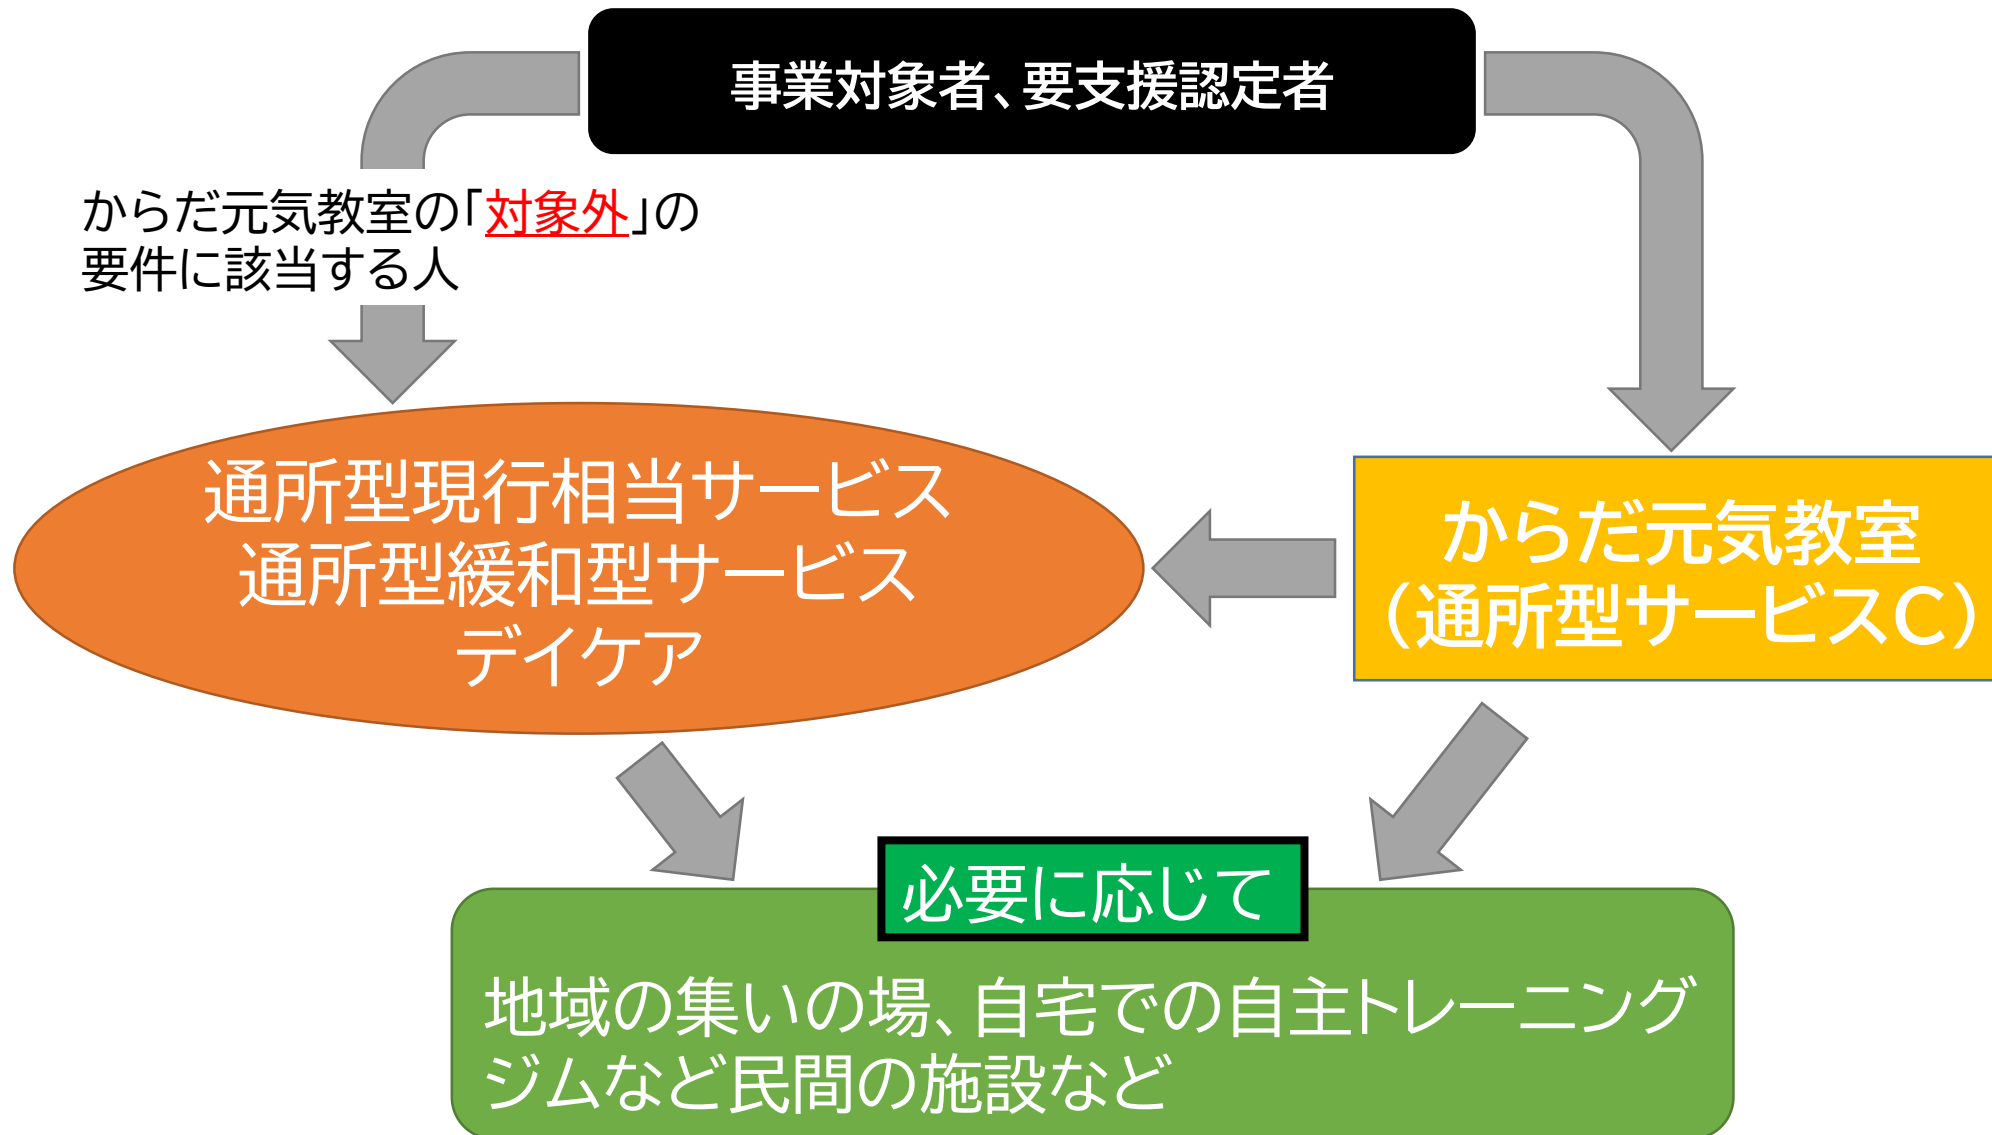 事業対象者、要支援認定者
からだ元気教室の「対象外」の
要件に該当する人
通所型現行相当サービス
通所型緩和型サービス
デイケア
からだ元気教室
（通所型サービスC）
必要に応じて
地域の集いの場、自宅での自主トレーニング
ジムなど民間の施設など